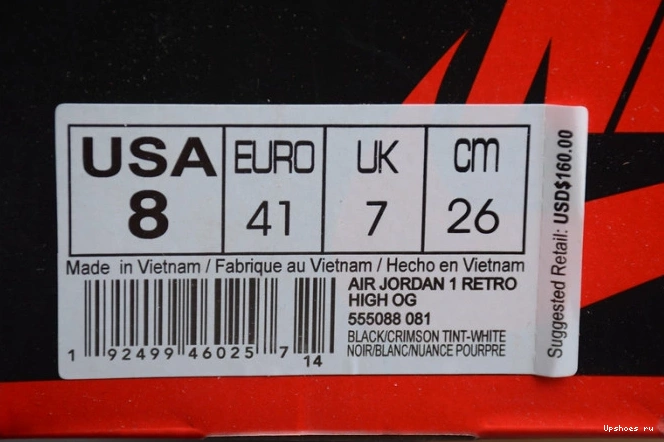 USA EURO UK CM
8 41 7 26
Made in Vietnam / Fabrique au Vietnam / Hecho en Vietnam
AIR JORDAN 1 RETRO
HIGH OG
555088 081
BLACK/CRIMSON TINT-WHITE
NOIR/BLANC/NUANCE POURPRE
1 92499 46025 7 14
Suggested Retail: USD$160.00
Upshoes ru